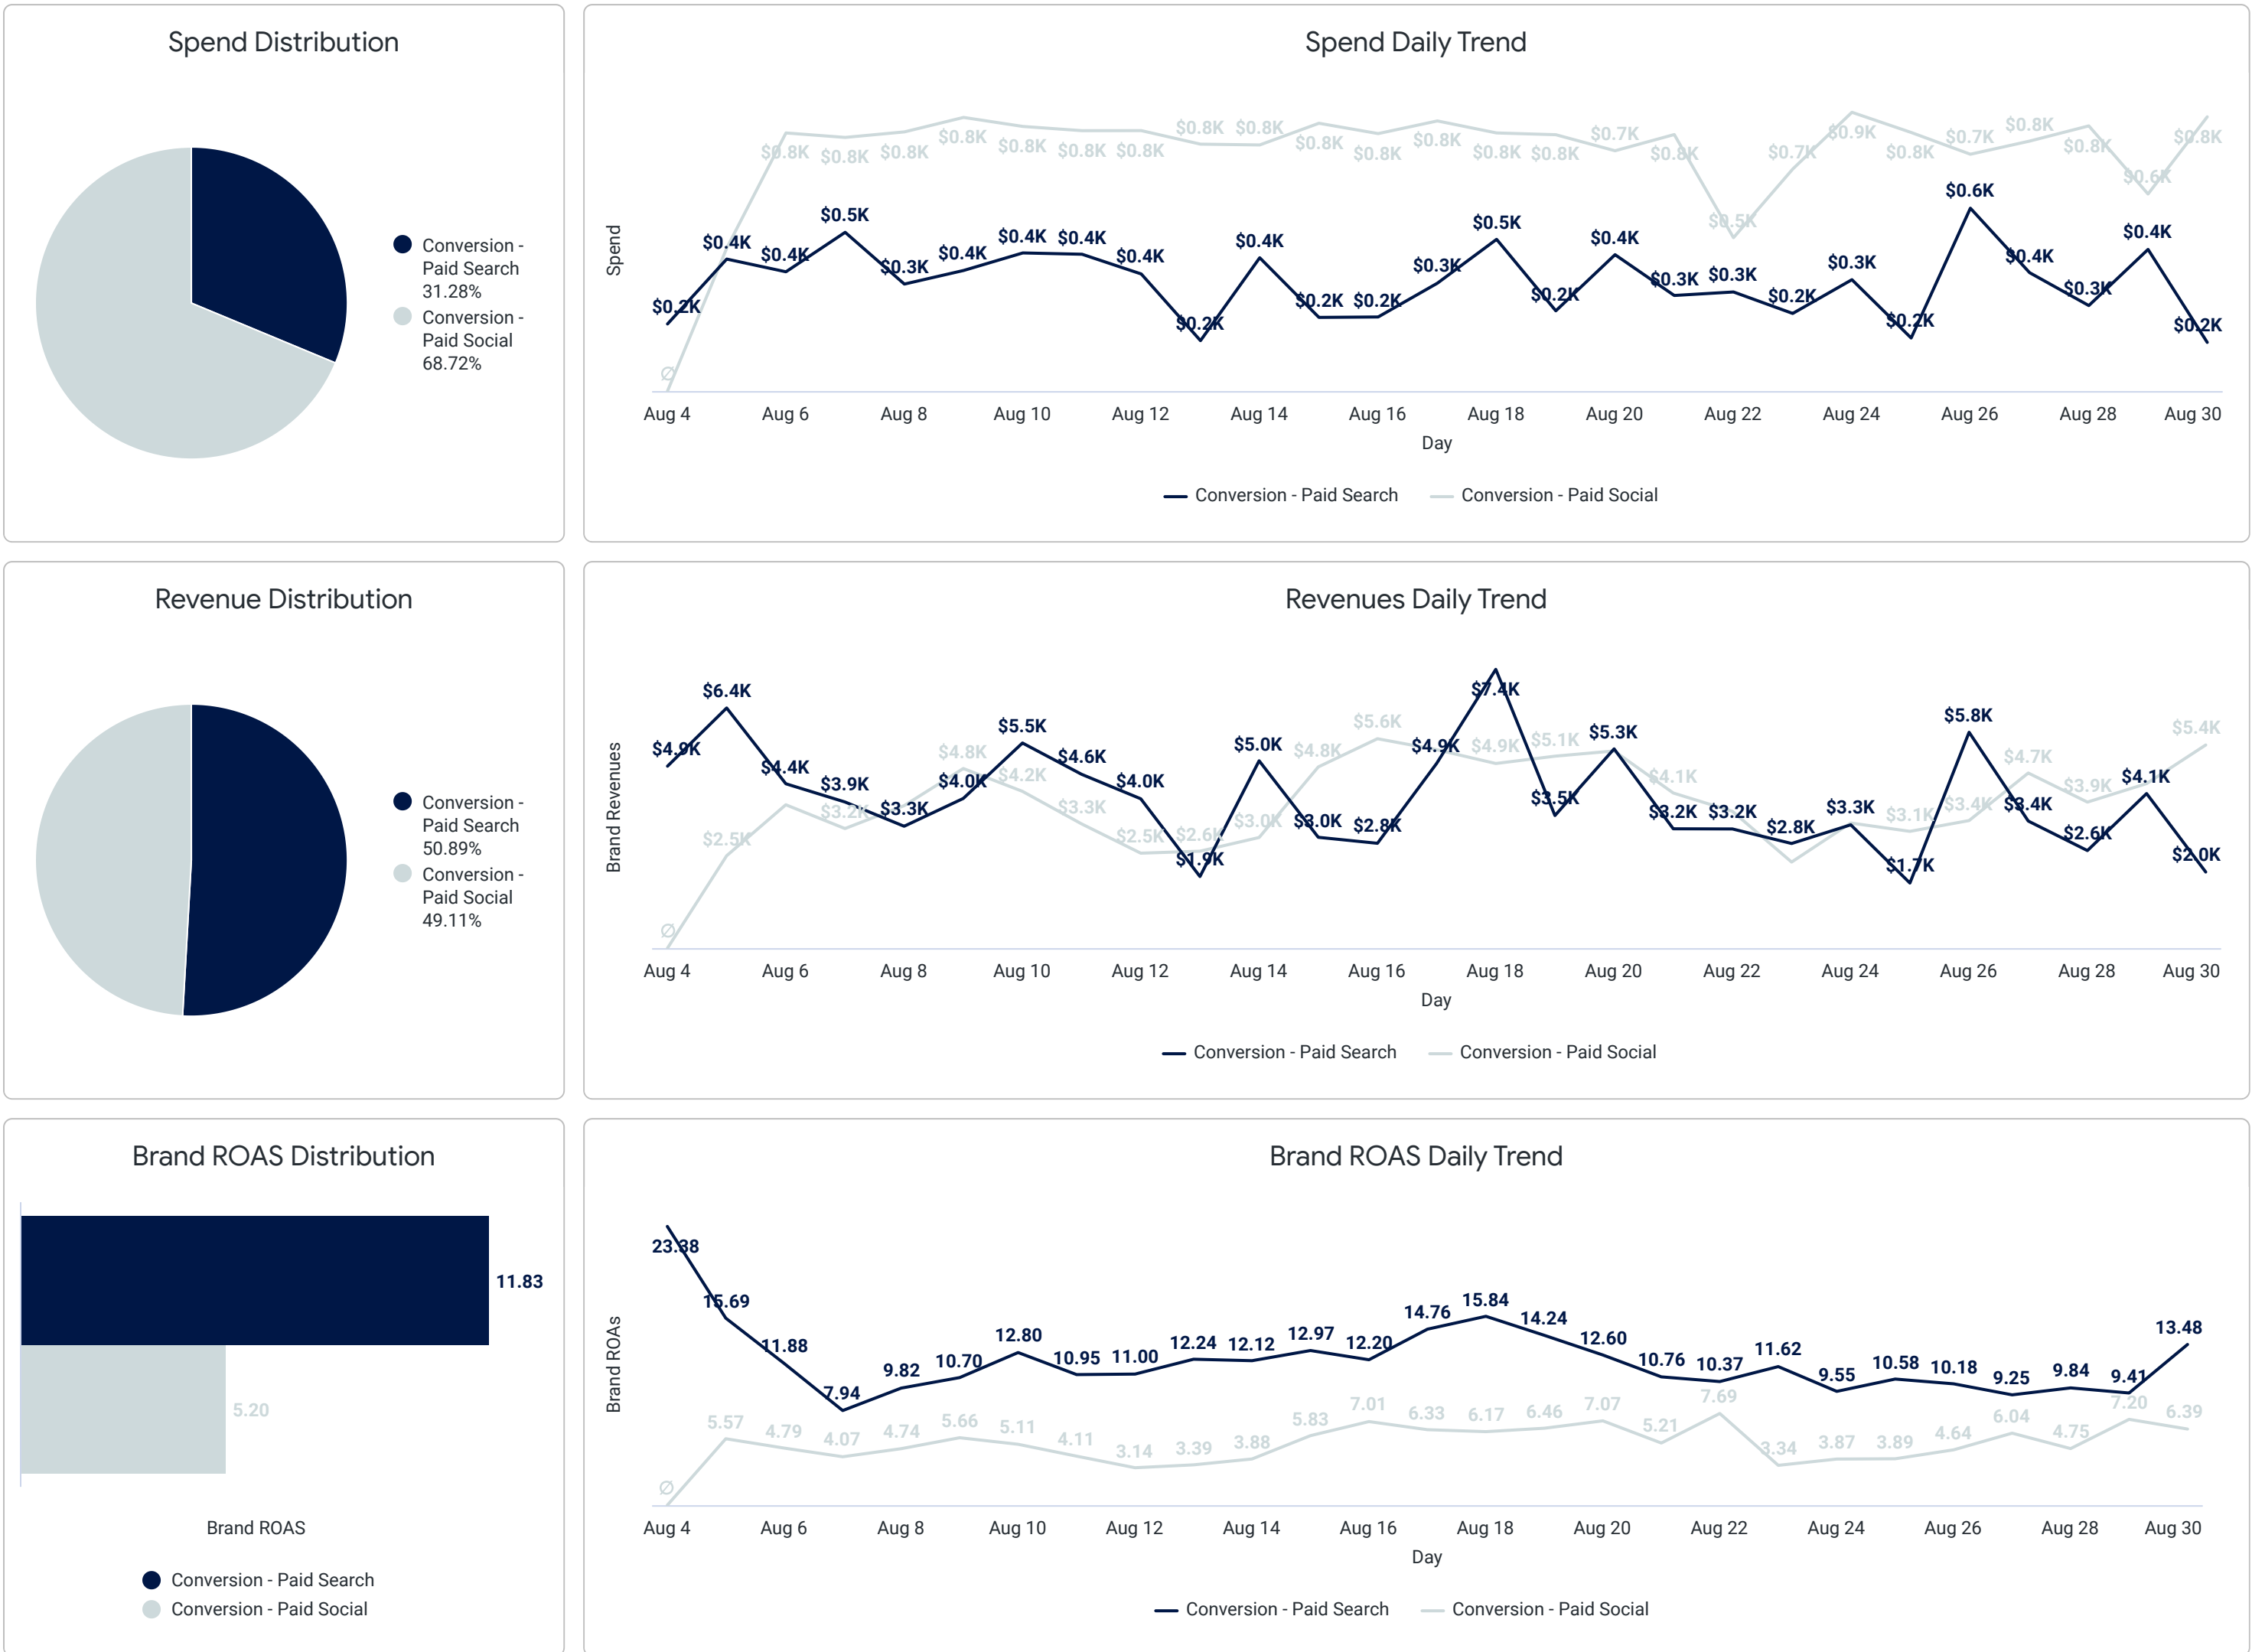 Spend Distribution
Conversion -
Paid Search
31.28%
Conversion -
Paid Social
68.72%
Spend Daily Trend
Spend
$0.8K $0.8K $0.8K $0.8K $0.8K $0.8K $0.8K $0.8K $0.8K $0.8K $0.8K $0.8K $0.8K $0.8K $0.7K $0.8K $0.5K $0.7K $0.9K $0.8K $0.7K $0.8K $0.8K $0.6K $0.8K
$0.2K $0.4K $0.4K $0.5K $0.3K $0.4K $0.4K $0.4K $0.4K $0.2K $0.4K $0.2K $0.2K $0.3K $0.5K $0.2K $0.4K $0.3K $0.3K $0.2K $0.3K $0.2K $0.6K $0.4K $0.3K $0.4K $0.2K
∅
Aug 4 Aug 6 Aug 8 Aug 10 Aug 12 Aug 14 Aug 16 Aug 18 Aug 20 Aug 22 Aug 24 Aug 26 Aug 28 Aug 30
Day
Conversion - Paid Search Conversion - Paid Social
Revenue Distribution
Conversion -
Paid Search
50.89%
Conversion -
Paid Social
49.11%
Revenues Daily Trend
Brand Revenues
$4.9K $6.4K $4.4K $3.9K $3.3K $4.0K $5.5K $4.6K $4.0K $1.9K $5.0K $3.0K $2.8K $4.9K $7.4K $3.5K $5.3K $3.2K $3.2K $2.8K $3.3K $1.7K $5.8K $3.4K $2.6K $4.1K $2.0K
∅ $2.5K $3.2K $4.8K $4.2K $3.3K $2.5K $2.6K $3.0K $4.8K $5.6K $4.9K $5.1K $4.1K $3.1K $3.4K $4.7K $3.9K $5.4K
Aug 4 Aug 6 Aug 8 Aug 10 Aug 12 Aug 14 Aug 16 Aug 18 Aug 20 Aug 22 Aug 24 Aug 26 Aug 28 Aug 30
Day
Conversion - Paid Search Conversion - Paid Social
Brand ROAS Distribution
11.83
5.20
Brand ROAS
Conversion - Paid Search
Conversion - Paid Social
Brand ROAS Daily Trend
Brand ROAs
23.38 15.69 11.88 7.94 9.82 10.70 12.80 10.95 11.00 12.24 12.12 12.97 12.20 14.76 15.84 14.24 12.60 10.76 10.37 11.62 9.55 10.58 10.18 9.25 9.84 9.41 13.48
∅ 5.57 4.79 4.07 4.74 5.66 5.11 4.11 3.14 3.39 3.88 5.83 7.01 6.33 6.17 6.46 7.07 5.21 7.69 3.34 3.87 3.89 4.64 6.04 4.75 7.20 6.39
Aug 4 Aug 6 Aug 8 Aug 10 Aug 12 Aug 14 Aug 16 Aug 18 Aug 20 Aug 22 Aug 24 Aug 26 Aug 28 Aug 30
Day
Conversion - Paid Search Conversion - Paid Social